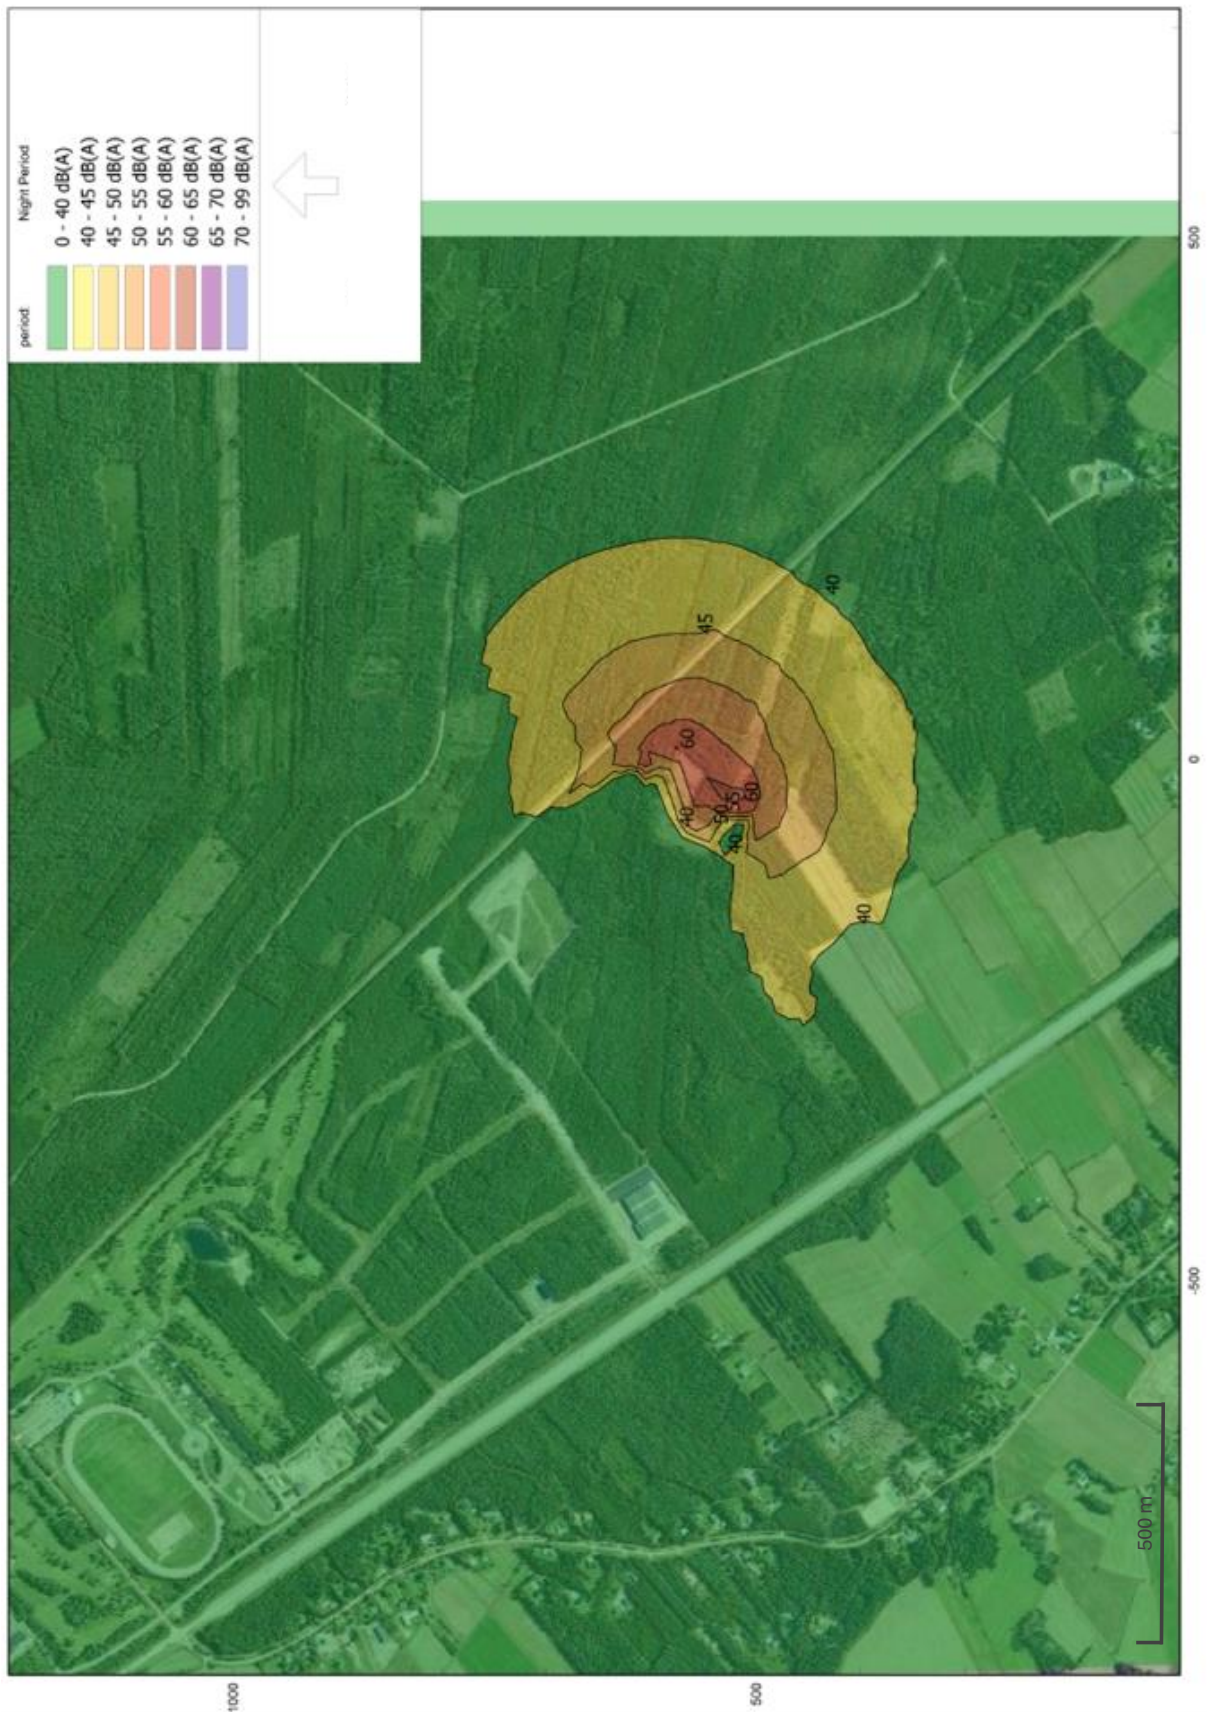 period:
Night Period
0 - 40 dB(A)
40 - 45 dB(A)
45 - 50 dB(A)
50 - 55 dB(A)
55 - 60 dB(A)
60 - 65 dB(A)
65 - 70 dB(A)
70 - 99 dB(A)
40
45
60
40
50
55
60
40
40
500 m
-500
0
500
500
1000